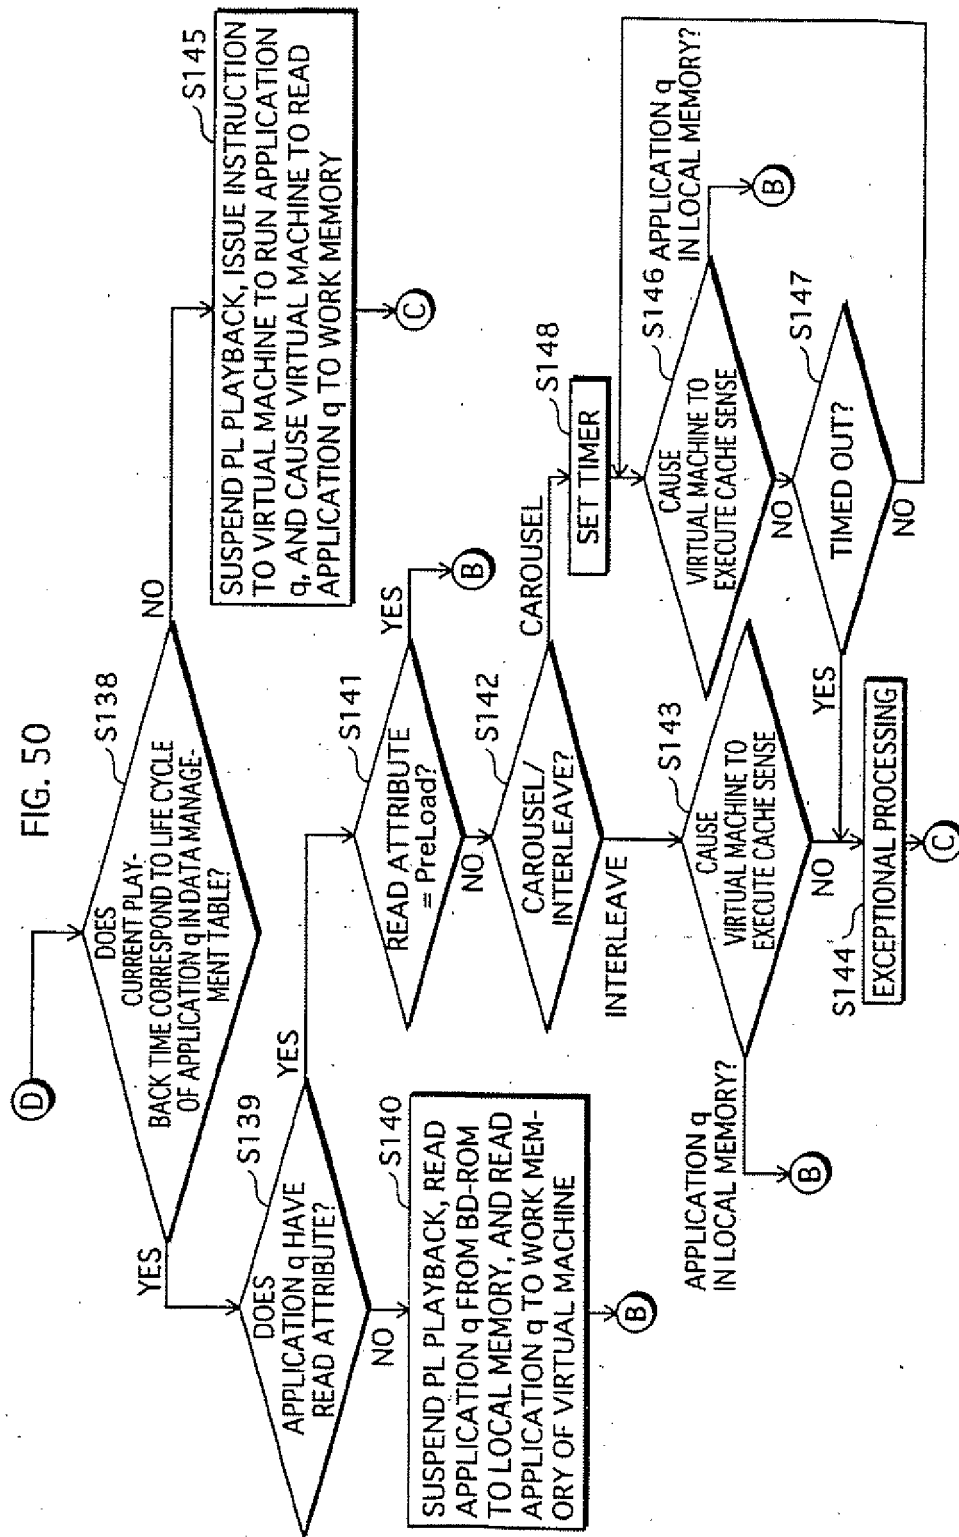 FIG. 50
D
S138
DOES
CURRENT PLAY-
BACK TIME CORRESPOND TO LIFE CYCLE
OF APPLICATION q IN DATA MANAGE-
MENT TABLE?
YES
NO
S145
SUSPEND PL PLAYBACK, ISSUE INSTRUCTION
TO VIRTUAL MACHINE TO RUN APPLICATION
q, AND CAUSE VIRTUAL MACHINE TO READ
APPLICATION q TO WORK MEMORY
C
S139
DOES
APPLICATION q HAVE
READ ATTRIBUTE?
YES
NO
S140
SUSPEND PL PLAYBACK, READ
APPLICATION q FROM BD-ROM
TO LOCAL MEMORY, AND READ
APPLICATION q TO WORK MEM-
ORY OF VIRTUAL MACHINE
B
S141
READ ATTRIBUTE
= PreLoad?
YES
B
NO
S142
CAROUSEL/
INTERLEAVE?
CAROUSEL
INTERLEAVE
S148
SET TIMER
S143
CAUSE
VIRTUAL MACHINE TO
EXECUTE CACHE SENSE
APPLICATION q
IN LOCAL MEMORY?
B
NO
S146
CAUSE
VIRTUAL MACHINE TO
EXECUTE CACHE SENSE
APPLICATION q
IN LOCAL MEMORY?
B
NO
S147
TIMED OUT?
YES
NO
S144
EXCEPTIONAL PROCESSING
C